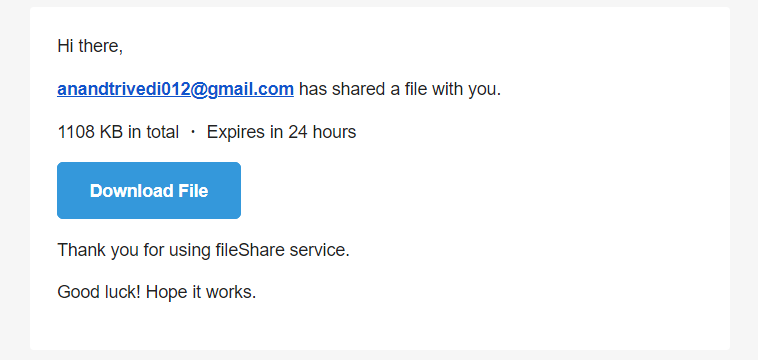 Hi there,
anandtrivedi012@gmail.com has shared a file with you.
1108 KB in total · Expires in 24 hours
Download File
Thank you for using fileShare service.
Good luck! Hope it works.